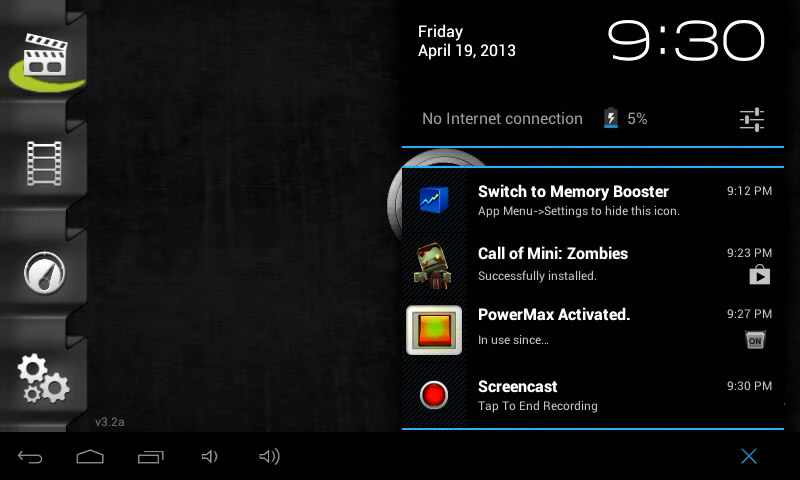 Friday
April 19, 2013
9:30
No Internet connection
5%
Switch to Memory Booster
9:12 PM
App Menu->Settings to hide this icon.
Call of Mini: Zombies
9:23 PM
Successfully installed.
PowerMax Activated.
9:27 PM
In use since...
ON
Screencast
9:30 PM
Tap To End Recording
v3.2a